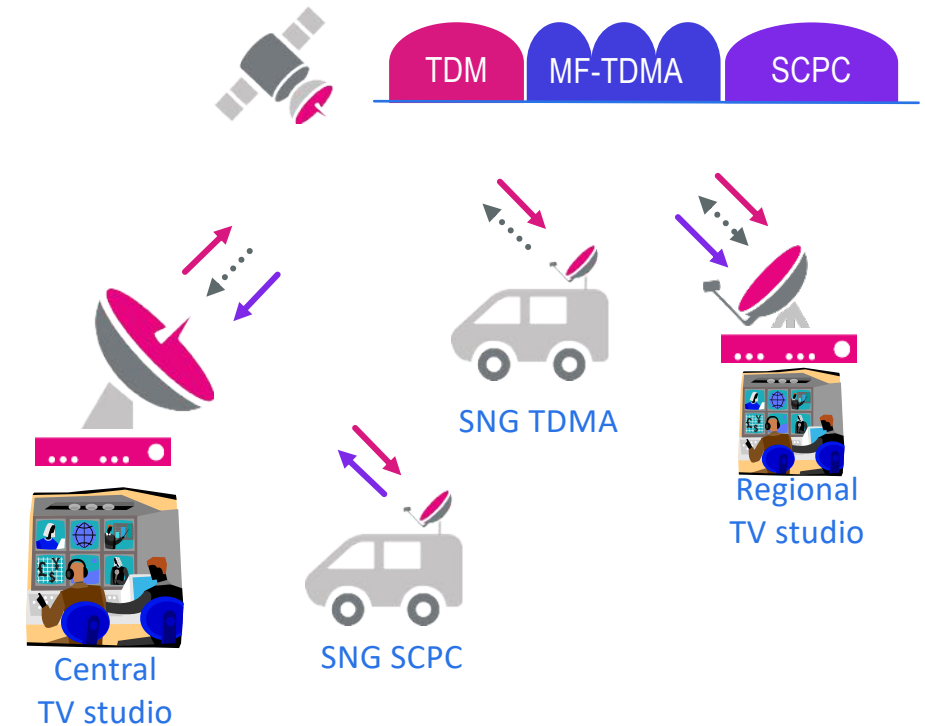 TDM
MF-TDMA
SCPC
SNG TDMA
Regional
TV studio
SNG SCPC
Central
TV studio